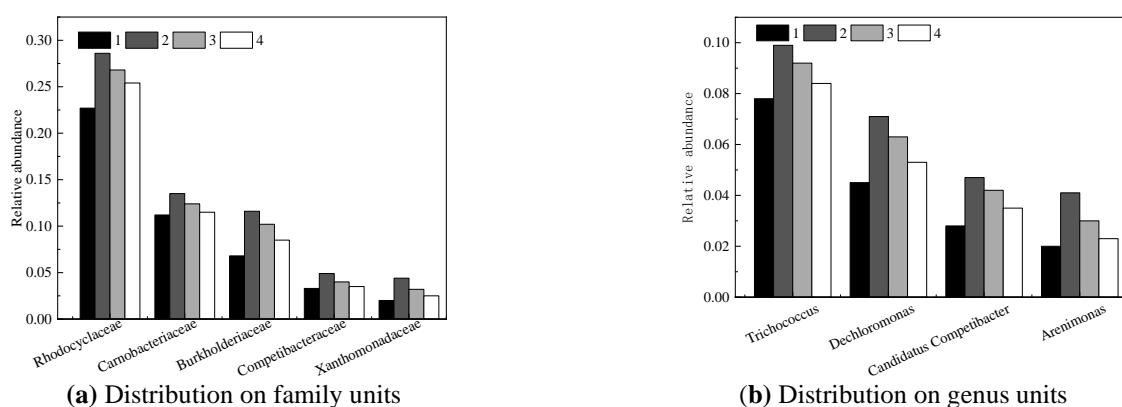 1 2 3 4
Relative abundance
0.30
0.25
0.20
0.15
0.10
0.05
0.00
Rhodocyclaceae
Carnobacteriaceae
Burkholderiaceae
Competibacteraceae
Xanthomonadaceae
(a) Distribution on family units
1 2 3 4
Relative abundance
0.10
0.08
0.06
0.04
0.02
0.00
Trichococcus
Dechloromonas
Candidatus Competibacter
Arenimonas
(b) Distribution on genus units